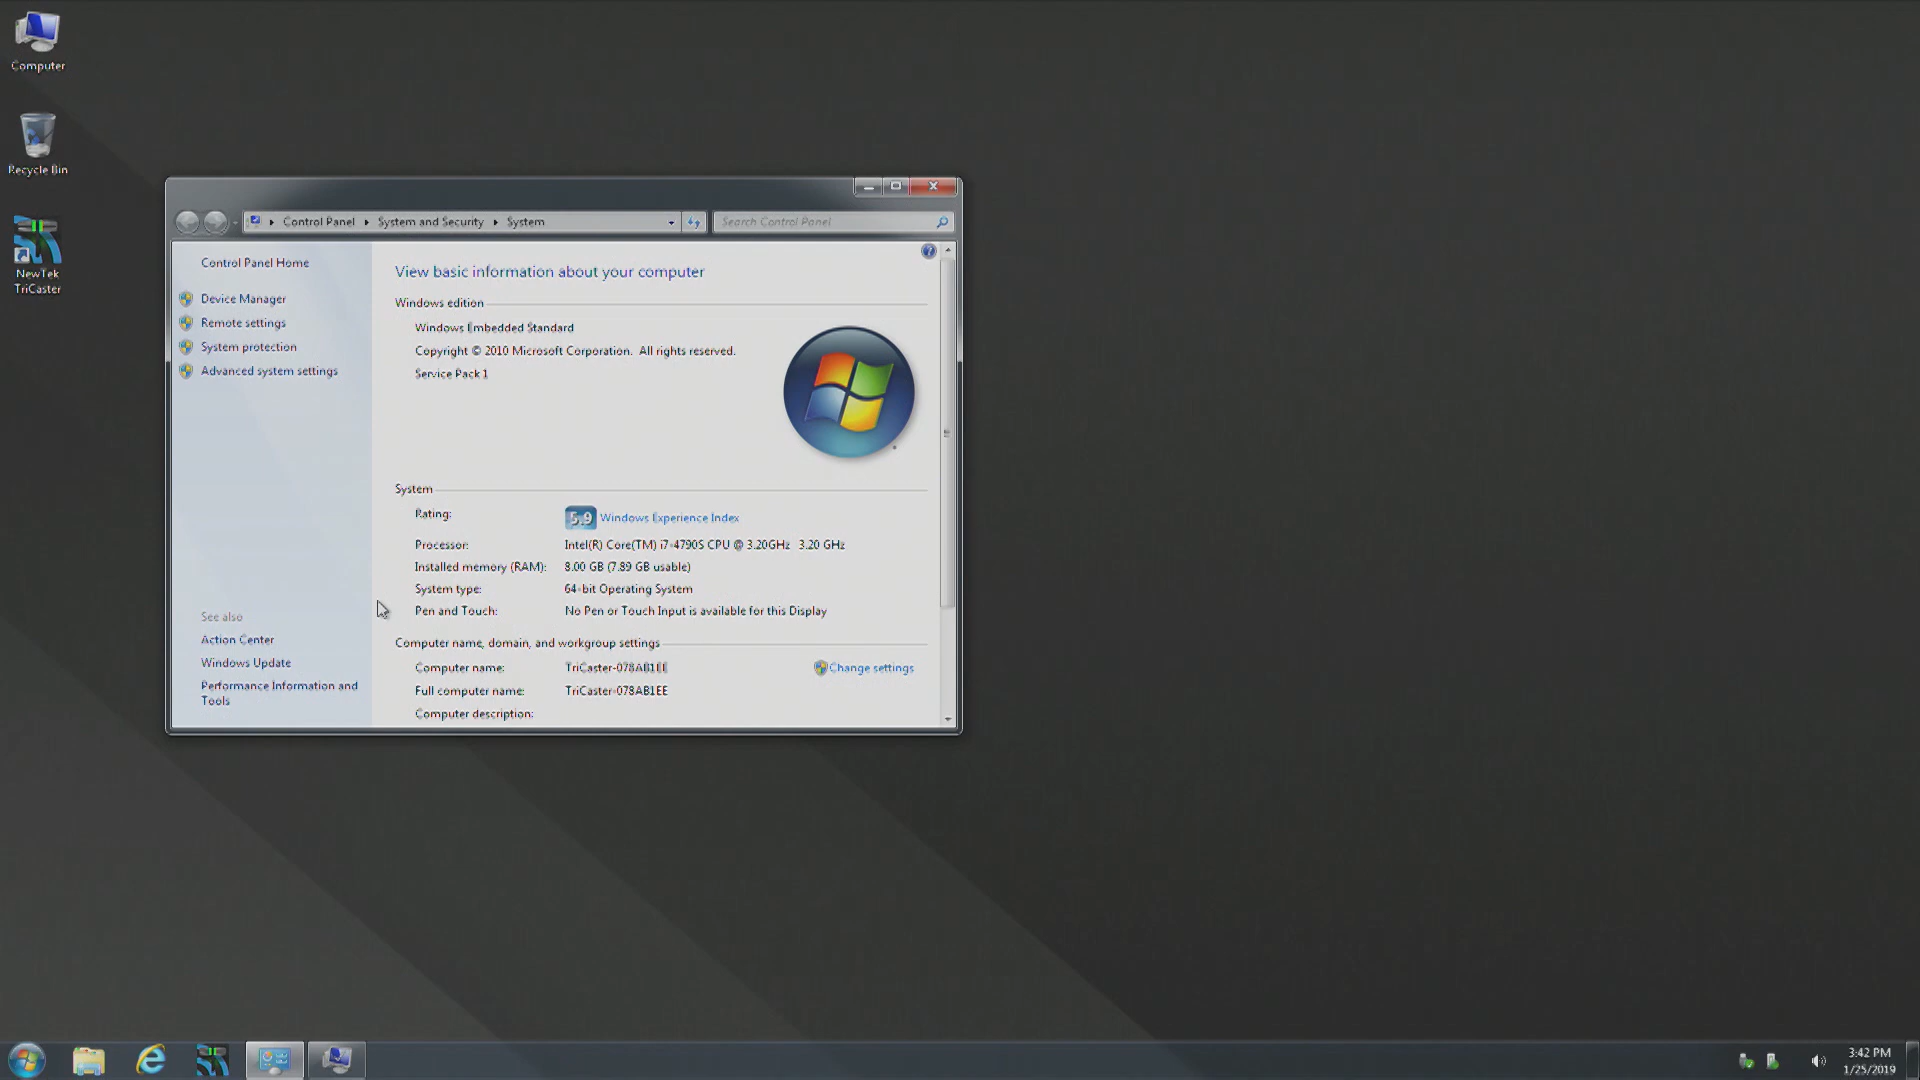 Computer
Recycle Bin
NewTek
TriCaster
Control Panel
System and Security
System
Search Control Panel
Control Panel Home
Device Manager
Remote settings
System protection
Advanced system settings
See also
Action Center
Windows Update
Performance Information and
Tools
View basic information about your computer
Windows edition
Windows Embedded Standard
Copyright © 2010 Microsoft Corporation. All rights reserved.
Service Pack 1
System
Rating: 5.9 Windows Experience Index
Processor: Intel(R) Core(TM) i7-4790S CPU @ 3.20GHz 3.20 GHz
Installed memory (RAM): 8.00 GB (7.89 GB usable)
System type: 64-bit Operating System
Pen and Touch: No Pen or Touch Input is available for this Display
Computer name, domain, and workgroup settings
Computer name: TriCaster-078AB1EE Change settings
Full computer name: TriCaster-078AB1EE
Computer description:
3:42 PM
1/25/2019